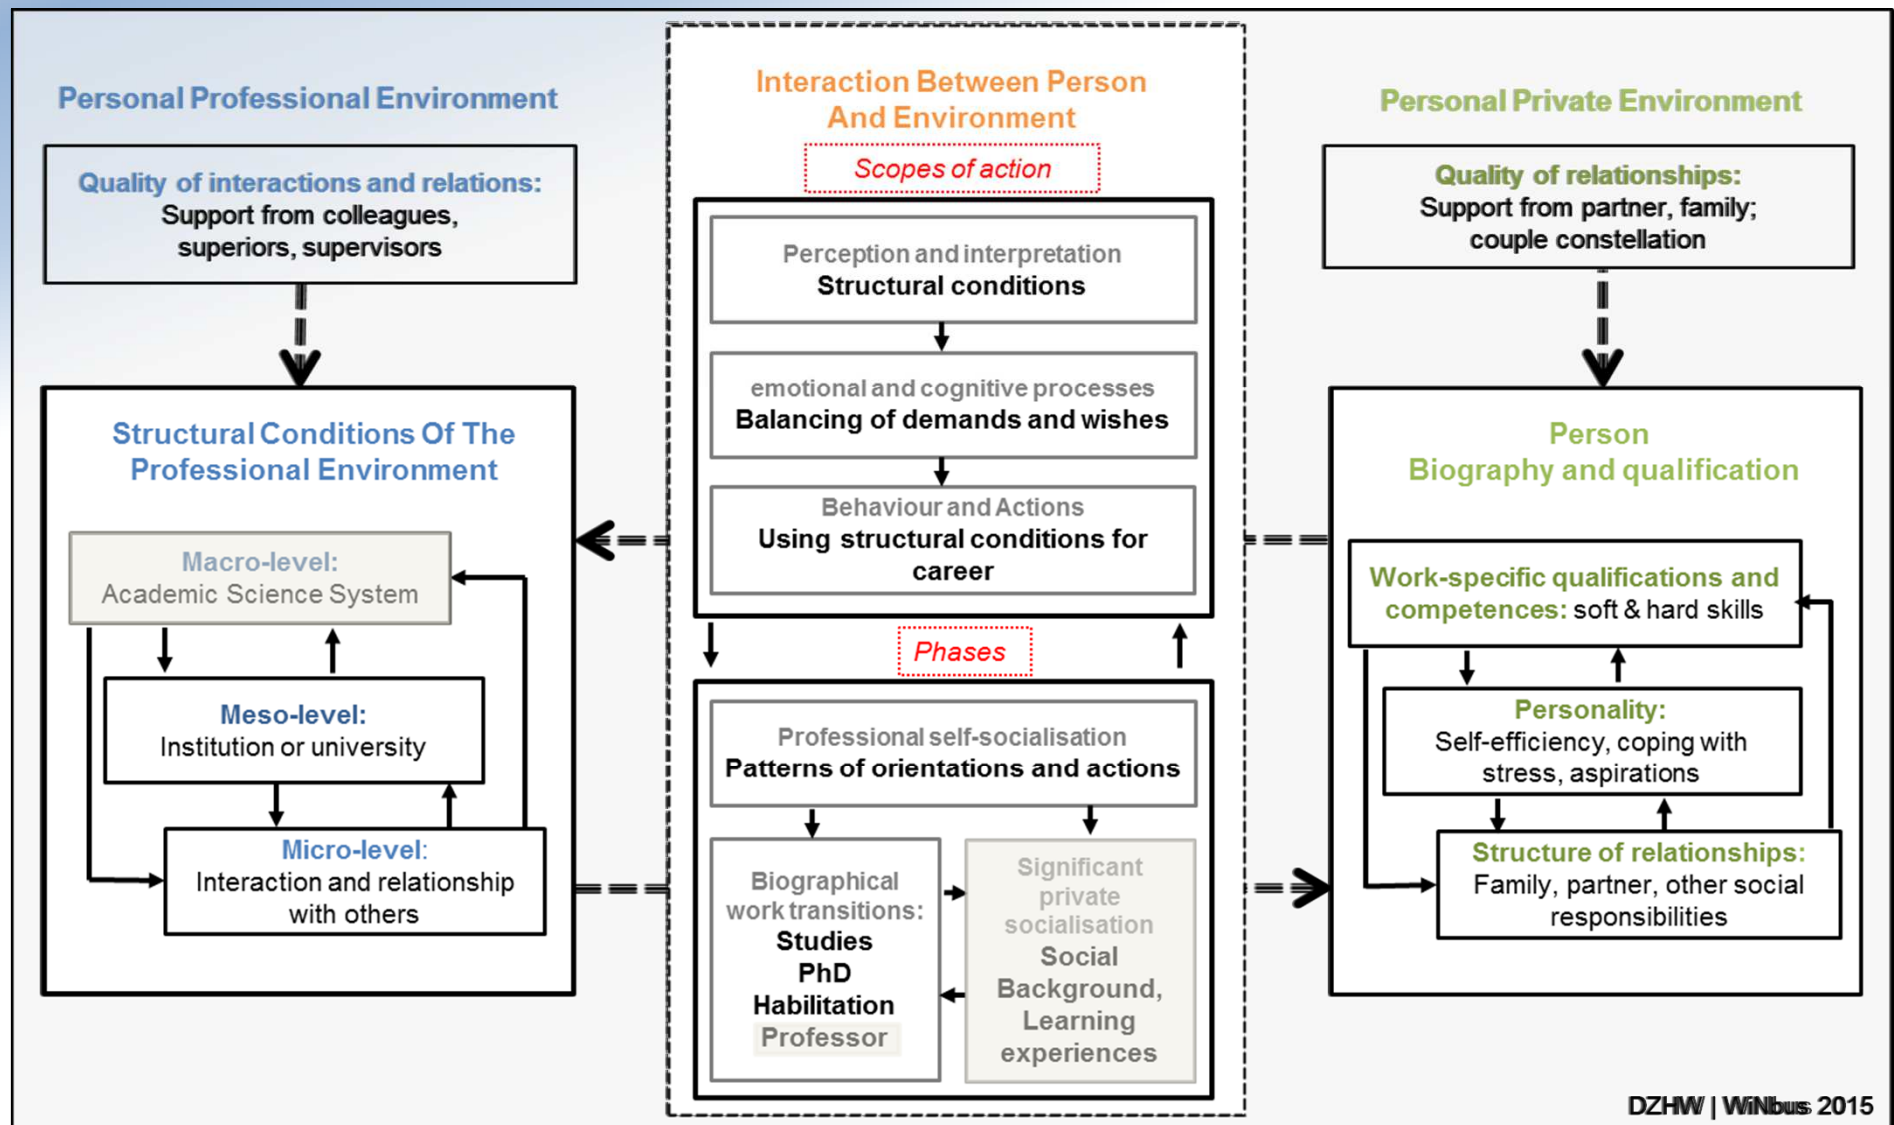 Personal Professional Environment
Quality of interactions and relations:
Support from colleagues,
superiors, supervisors
Structural Conditions Of The
Professional Environment
Macro-level:
Academic Science System
Meso-level:
Institution or university
Micro-level:
Interaction and relationship
with others
Interaction Between Person
And Environment
Scopes of action
Perception and interpretation
Structural conditions
emotional and cognitive processes
Balancing of demands and wishes
Behaviour and Actions
Using structural conditions for
career
Phases
Professional self-socialisation
Patterns of orientations and actions
Biographical
work transitions:
Studies
PhD
Habilitation
Professor
Significant
private
socialisation
Social
Background,
Learning
experiences
Personal Private Environment
Quality of relationships:
Support from partner, family;
couple constellation
Person
Biography and qualification
Work-specific qualifications and
competences: soft & hard skills
Personality:
Self-efficiency, coping with
stress, aspirations
Structure of relationships:
Family, partner, other social
responsibilities
DZHW | WiNbus 2015